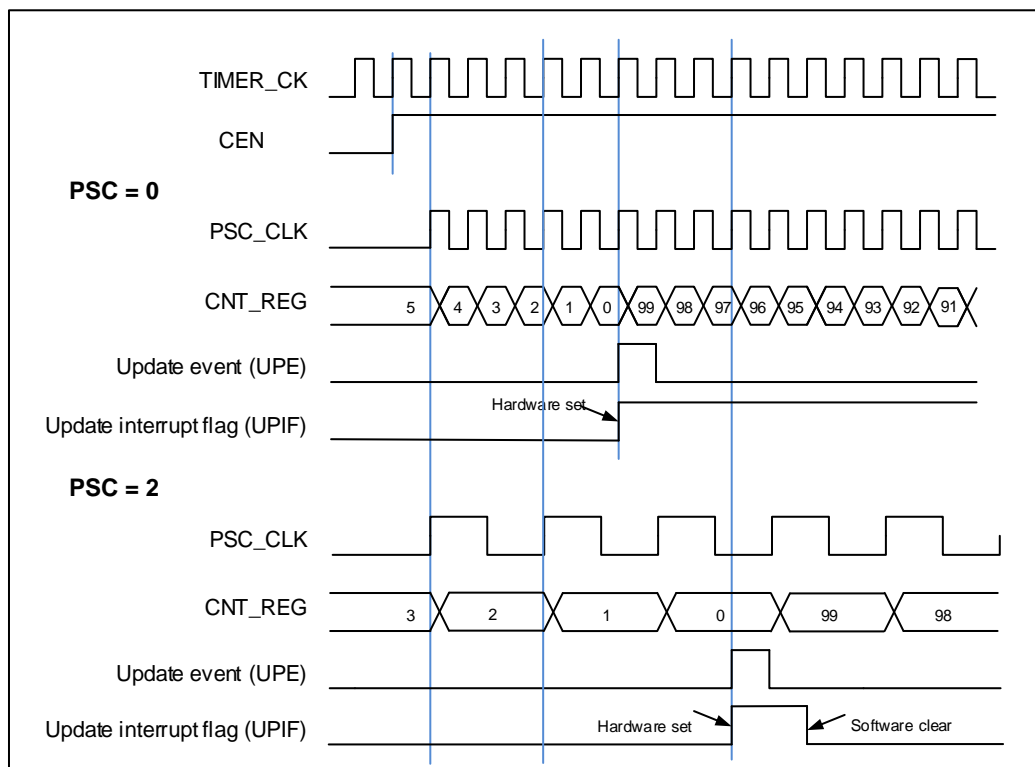 TIMER_CK
CEN
PSC = 0
PSC_CLK
CNT_REG 5 4 3 2 1 0 99 98 97 96 95 94 93 92 91
Update event (UPE)
Hardware set
Update interrupt flag (UPIF)
PSC = 2
PSC_CLK
CNT_REG 3 2 1 0 99 98
Update event (UPE)
Update interrupt flag (UPIF) Hardware set Software clear